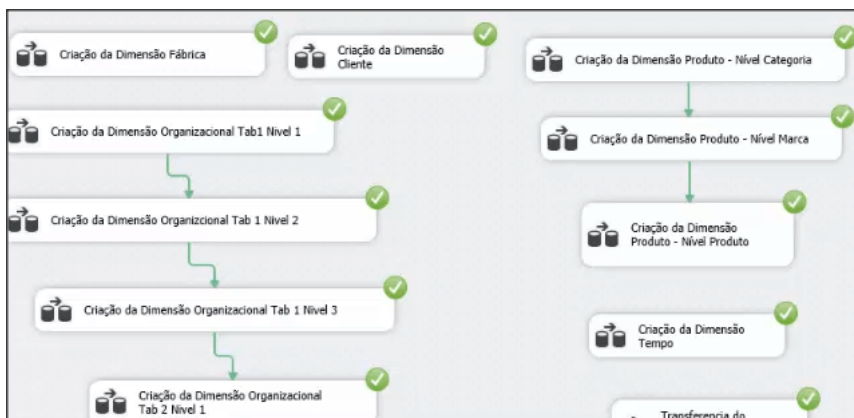 Criação da Dimensão Fábrica
Criação da Dimensão
Cliente
Criação da Dimensão Produto - Nível Categoria
Criação da Dimensão Organizacional Tab1 Nivel 1
Criação da Dimensão Produto - Nível Marca
Criação da Dimensão Organizcional Tab 1 Nivel 2
Criação da Dimensão
Produto - Nível Produto
Criação da Dimensão Organizacional Tab 1 Nivel 3
Criação da Dimensão
Tempo
Criação da Dimensão Organizacional
Tab 2 Nivel 1
Transferencia do